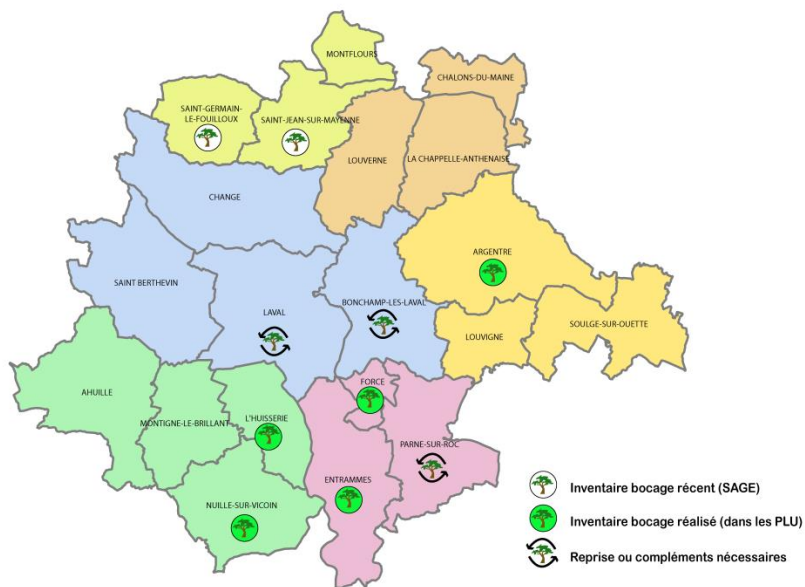 MONTFLOURS
CHALONS-DU-MAINE
SAINT-GERMAIN-
LE-FOUILLOUX
SAINT-JEAN-SUR-MAYENNE
LOUVERNE
LA CHAPPELLE-ANTHENAISE
CHANGE
ARGENTRE
SAINT BERTHEVIN
LAVAL
BONCHAMP-LES-LAVAL
LOUVIGNE
SOULGE-SUR-OUETTE
AHUILLE
MONTIGNE-LE-BRILLANT
L'HUISSERIE
FORCE
PARNE-SUR-ROC
ENTRAMMES
NUILLE-SUR-VICOIN
Inventaire bocage récent (SAGE)
Inventaire bocage réalisé (dans les PLU)
Reprise ou compléments nécessaires